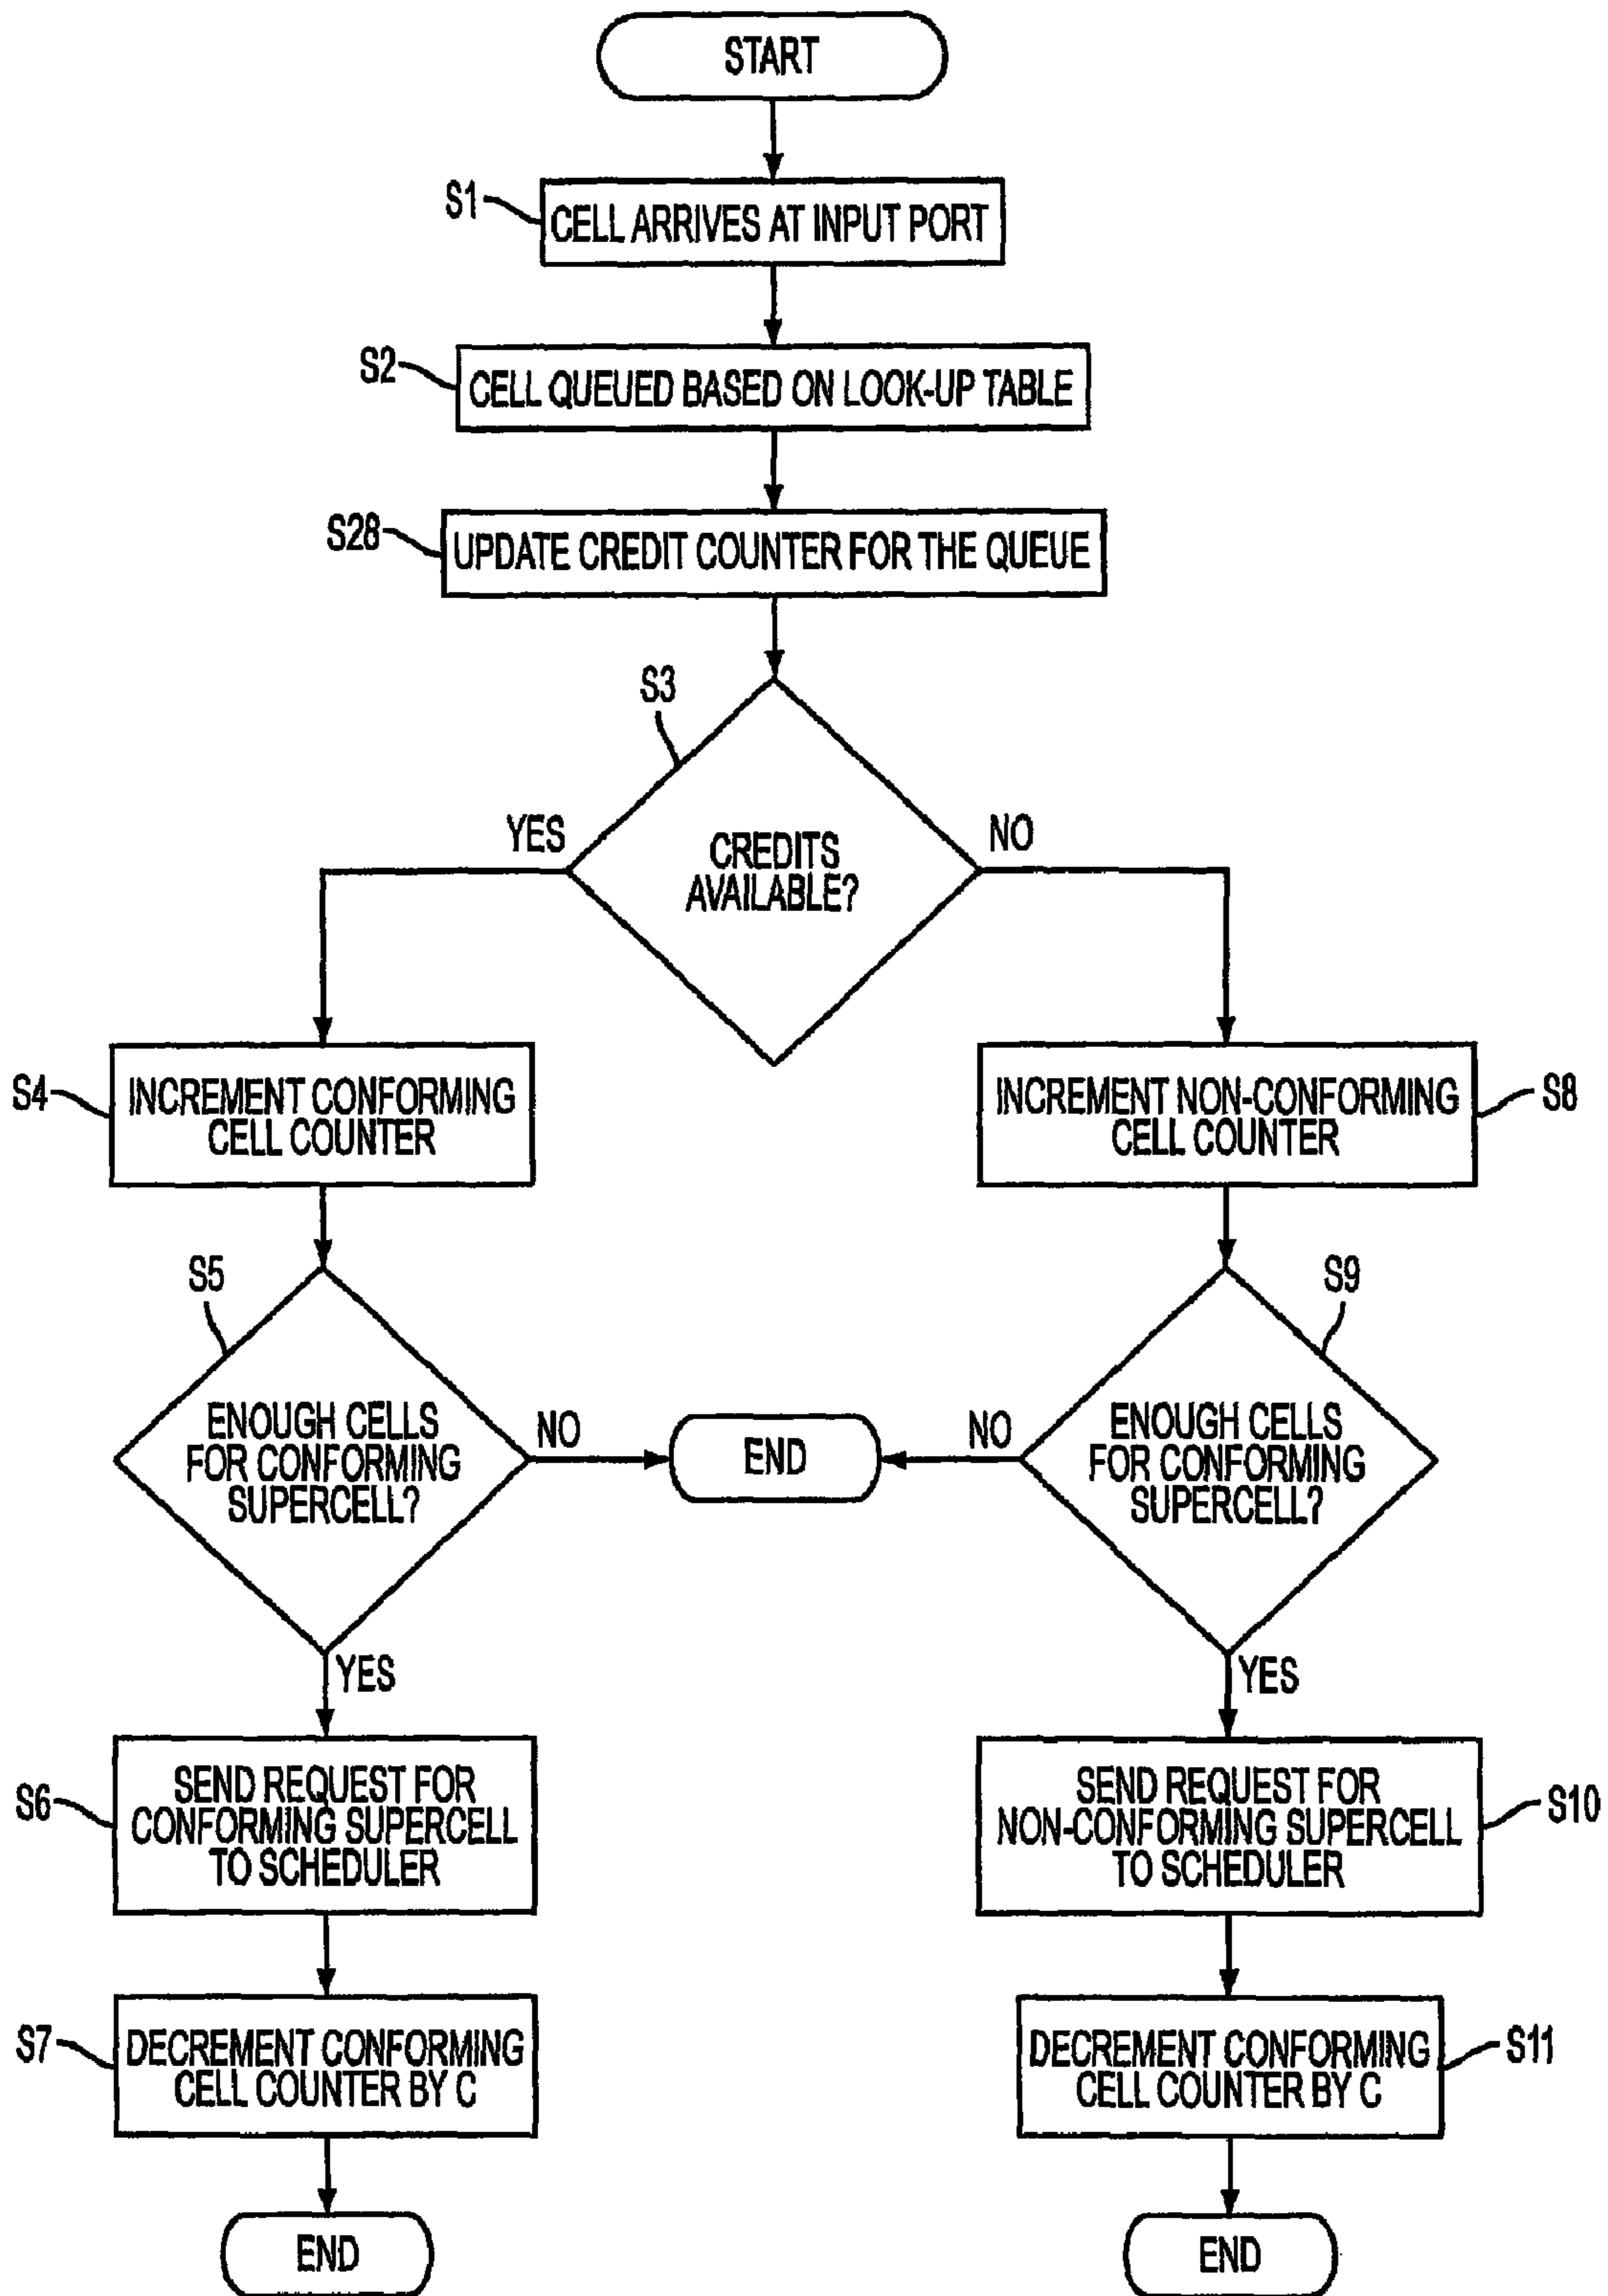 START
S1
CELL ARRIVES AT INPUT PORT
S2
CELL QUEUED BASED ON LOOK-UP TABLE
S28
UPDATE CREDIT COUNTER FOR THE QUEUE
S3
YES
CREDITS
AVAILABLE?
NO
S4
INCREMENT CONFORMING
CELL COUNTER
INCREMENT NON-CONFORMING
CELL COUNTER
S8
S5
ENOUGH CELLS
FOR CONFORMING
SUPERCELL?
NO
END
NO
S9
ENOUGH CELLS
FOR CONFORMING
SUPERCELL?
YES
YES
S6
SEND REQUEST FOR
CONFORMING SUPERCELL
TO SCHEDULER
SEND REQUEST FOR
NON-CONFORMING SUPERCELL
TO SCHEDULER
S10
S7
DECREMENT CONFORMING
CELL COUNTER BY C
DECREMENT CONFORMING
CELL COUNTER BY C
S11
END
END